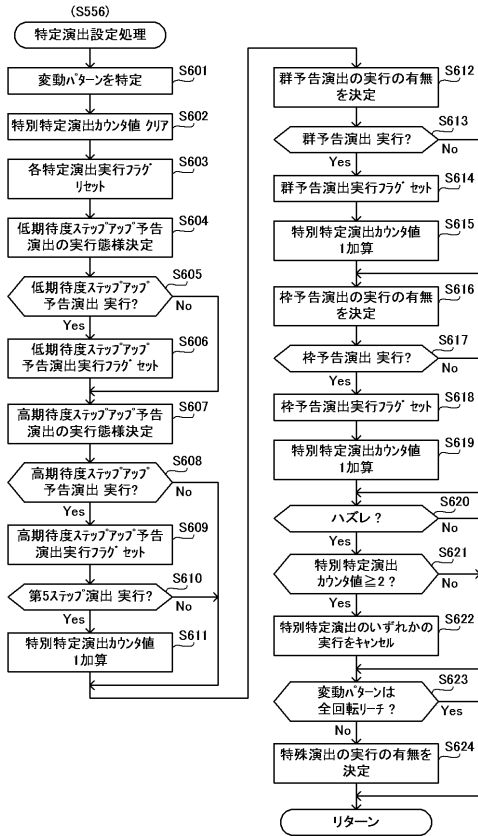 (S556)
特定演出設定処理
S601
変動パターンを特定
S602
特別特定演出カウンタ値 クリア
S603
各特定演出実行フラグ
リセット
S604
低期待度ステップアップ予告
演出の実行態様決定
S605
低期待度ステップアップ
予告演出 実行?
No
Yes
S606
低期待度ステップアップ
予告演出実行フラグセット
S607
高期待度ステップアップ予告
演出の実行態様決定
S608
高期待度ステップアップ
予告演出 実行?
No
Yes
S609
高期待度ステップアップ予告
演出実行フラグセット
S610
第5ステップ演出 実行?
No
Yes
S611
特別特定演出カウンタ値
1加算
S612
群予告演出の実行の有無
を決定
S613
群予告演出 実行?
No
Yes
S614
群予告演出実行フラグセット
S615
特別特定演出カウンタ値
1加算
S616
枠予告演出の実行の有無
を決定
S617
枠予告演出 実行?
No
Yes
S618
枠予告演出実行フラグセット
S619
特別特定演出カウンタ値
1加算
S620
ハズレ?
No
Yes
S621
特別特定演出
カウンタ値≧2?
No
Yes
S622
特別特定演出のいずれかの
実行をキャンセル
S623
変動パターンは
全回転リーチ?
Yes
No
S624
特殊演出の実行の有無を
決定
リターン